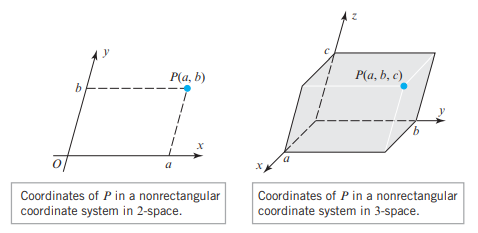 y
P(a, b)
b
x
O
a
z
c
P(a, b, c)
y
b
a
x
Coordinates of P in a nonrectangular
coordinate system in 2-space.
Coordinates of P in a nonrectangular
coordinate system in 3-space.